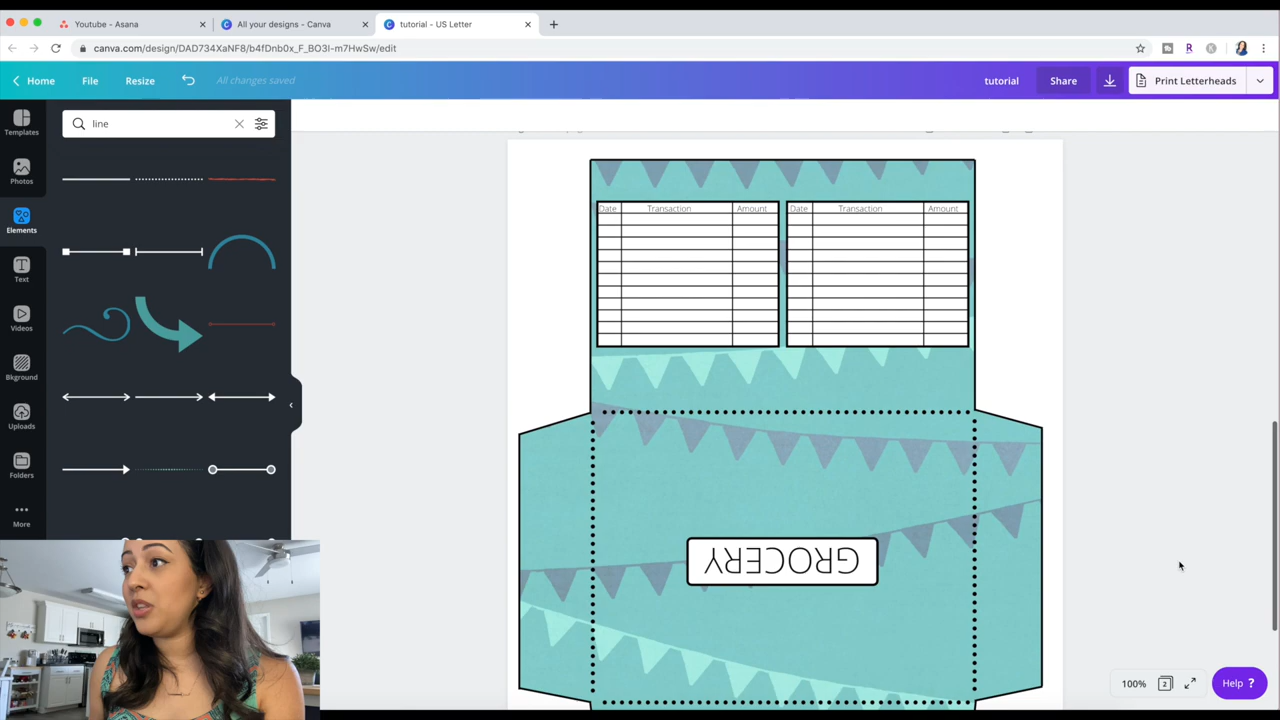 Youtube - Asana
All your designs - Canva
tutorial - US Letter
canva.com/design/DAD734XaNF8/b4fDnb0x_F_BO3I-m7HwSw/edit
Home
File
Resize
All changes saved
tutorial
Share
Print Letterheads
Templates
line
Photos
Elements
Text
Videos
Bkground
Uploads
Folders
More
Date Transaction Amount Date Transaction Amount
GROCERY
100%
2
Help ?